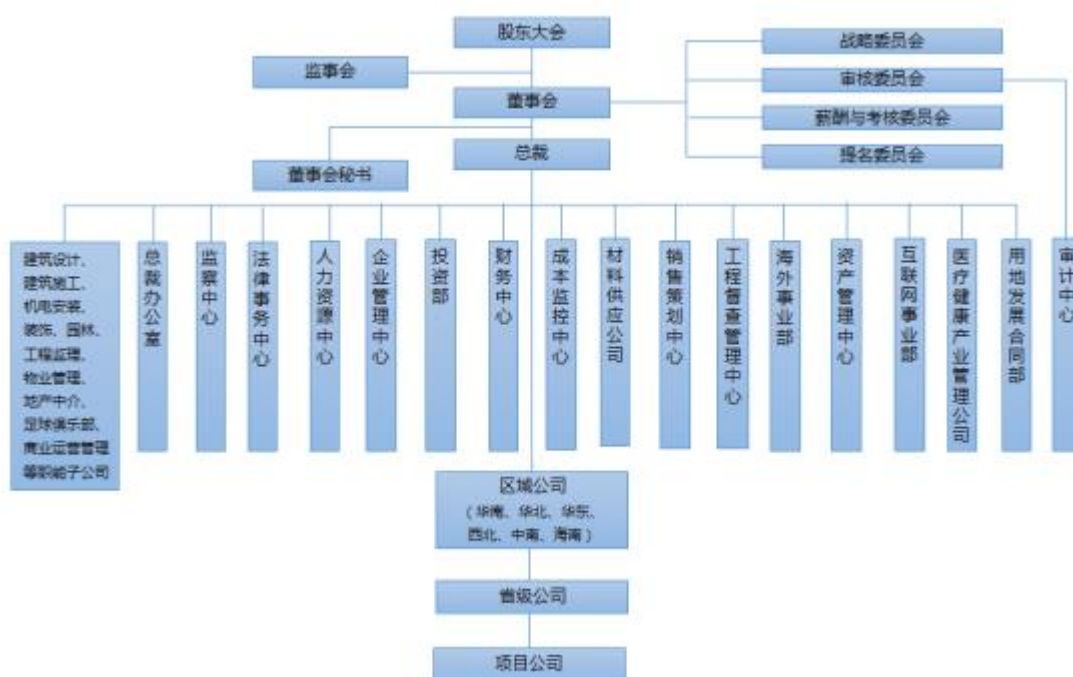 股东大会
监事会
董事会
董事会秘书
总裁
战略委员会
审核委员会
薪酬与考核委员会
提名委员会
建筑设计、
建筑施工、
机电安装、
装饰、园林、
工程监理、
物业管理、
地产中介、
足球俱乐部、
商业运营管理
等职能子公司
总裁办公室
监察中心
法律事务中心
人力资源中心
企业管理中心
投资部
财务中心
成本监控中心
材料供应公司
销售策划中心
工程督查管理中心
海外事业部
资产管理中心
互联网事业部
医疗健康产业管理公司
用地发展合同部
审计中心
区域公司
（华南、华北、华东、
西北、中南、海南）
省级公司
项目公司